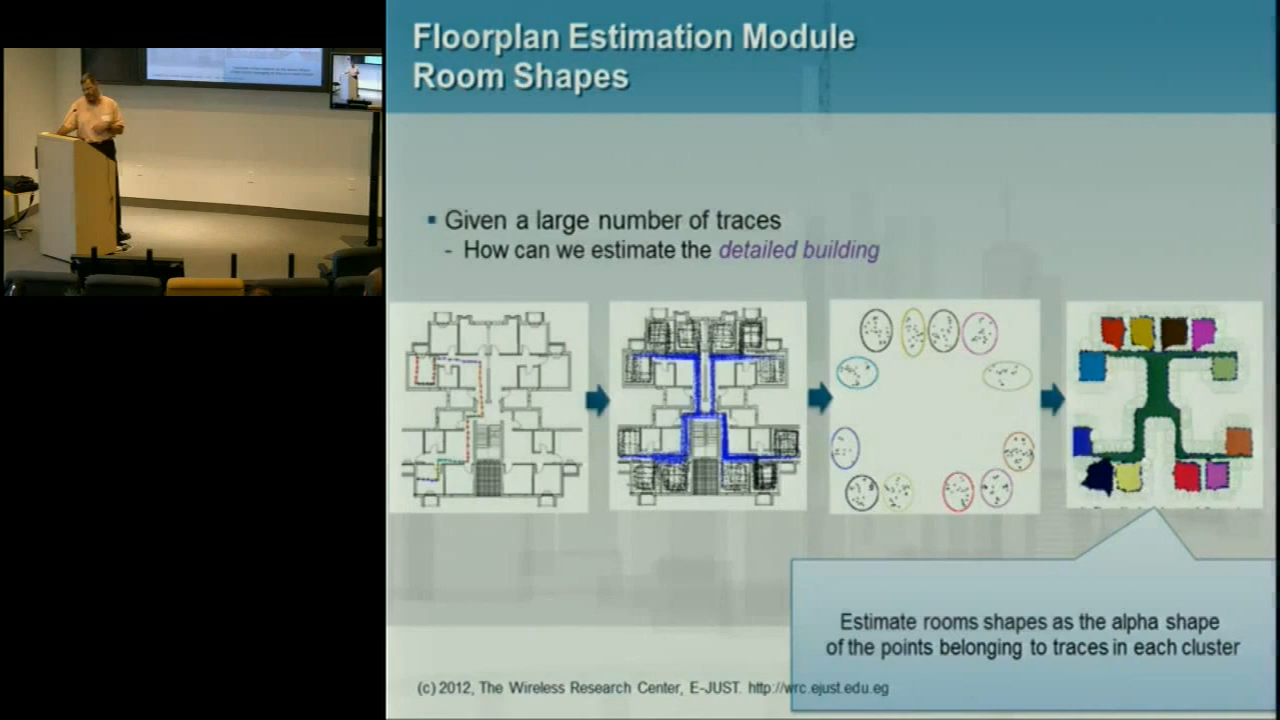 Floorplan Estimation Module
Room Shapes
▪ Given a large number of traces
- How can we estimate the detailed building
Estimate rooms shapes as the alpha shape
of the points belonging to traces in each cluster
(c) 2012, The Wireless Research Center, E-JUST. http://wrc.ejust.edu.eg